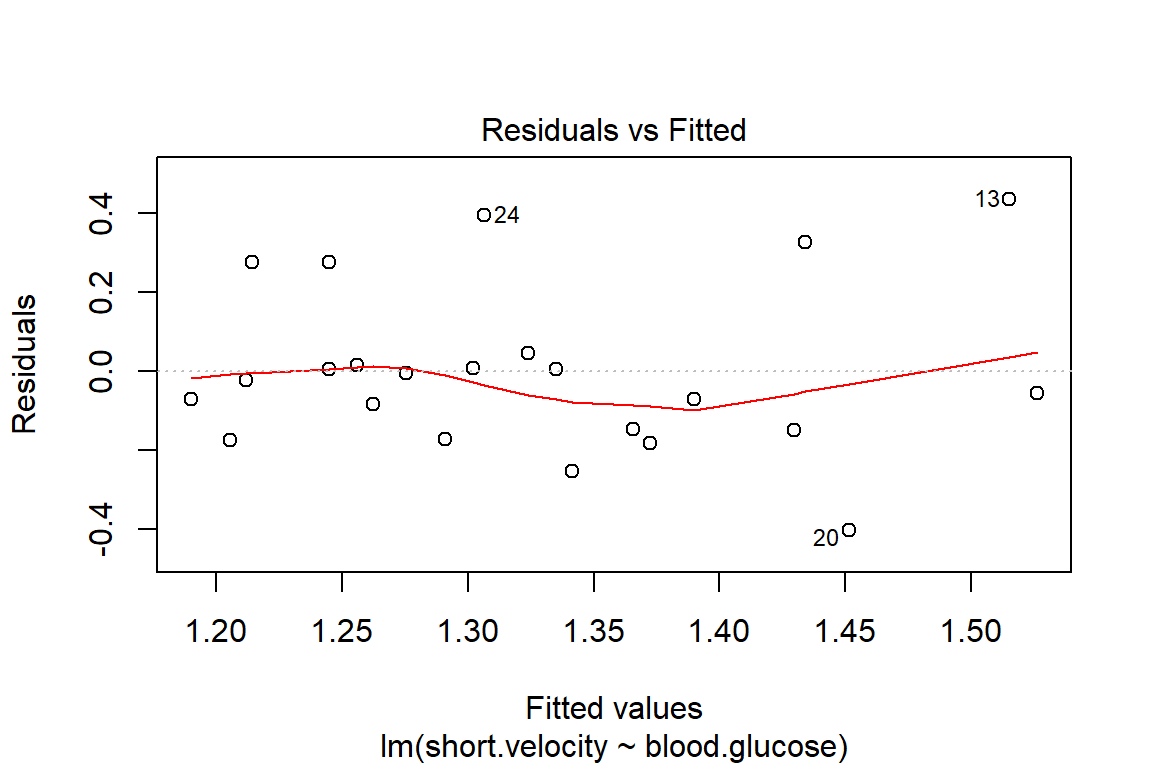 Residuals vs Fitted
Residuals
0.4
0.2
0.0
-0.4
24
13
20
1.20 1.25 1.30 1.35 1.40 1.45 1.50
Fitted values
lm(short.velocity ~ blood.glucose)